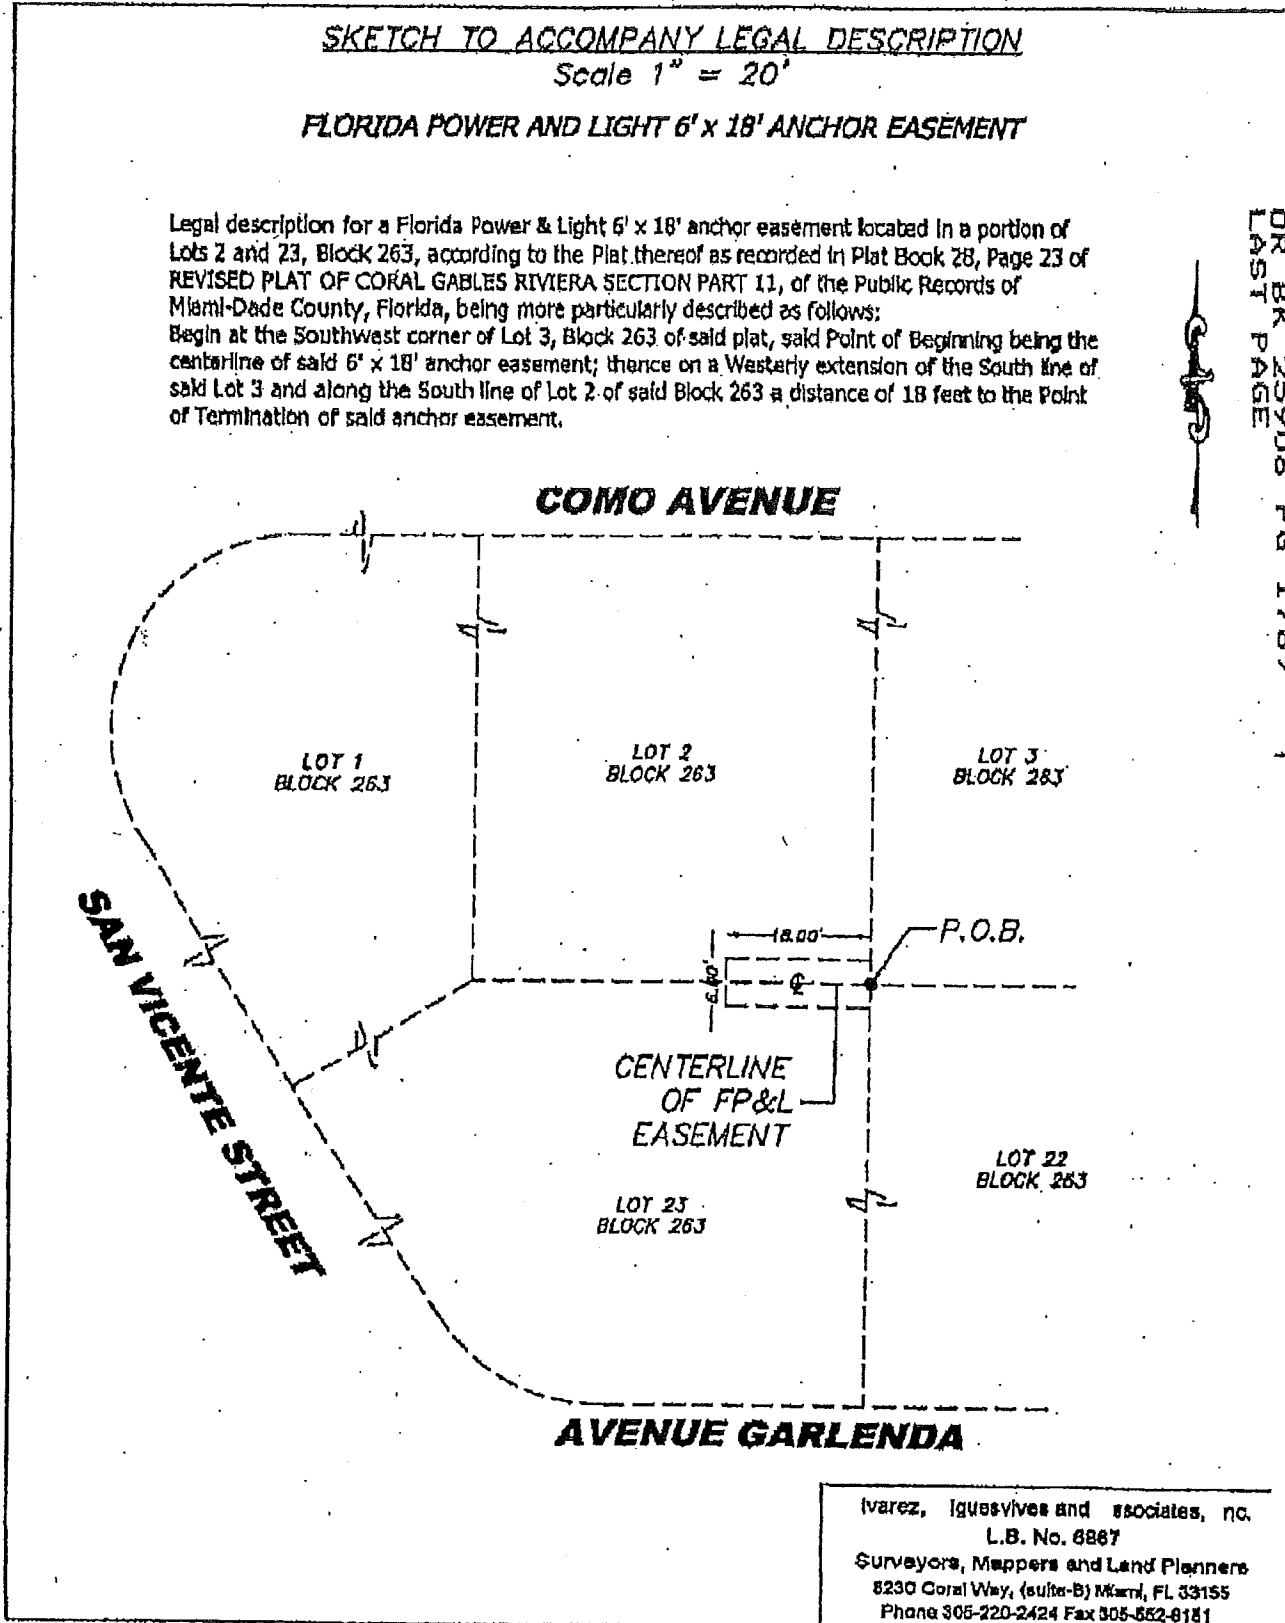 SKETCH TO ACCOMPANY LEGAL DESCRIPTION
Scale 1" = 20'
FLORIDA POWER AND LIGHT 6' x 18' ANCHOR EASEMENT
Legal description for a Florida Power & Light 6' x 18' anchor easement located in a portion of
Lots 2 and 23, Block 263, according to the Plat thereof as recorded in Plat Book 28, Page 23 of
REVISED PLAT OF CORAL GABLES RIVIERA SECTION PART 11, of the Public Records of
Miami-Dade County, Florida, being more particularly described as follows:
Begin at the Southwest corner of Lot 3, Block 263 of said plat, said Point of Beginning being the
centerline of said 6' x 18' anchor easement; thence on a Westerly extension of the South line of
said Lot 3 and along the South line of Lot 2 of said Block 263 a distance of 18 feet to the Point
of Termination of said anchor easement.
OR BK PG
LAST PAGE
COMO AVENUE
LOT 1
BLOCK 263
LOT 2
BLOCK 263
LOT 3
BLOCK 263
SAN VICENTE STREET
18.00'
P.O.B.
6.00'
CENTERLINE
OF FP&L
EASEMENT
LOT 22
BLOCK 263
LOT 23
BLOCK 263
AVENUE GARLENDA
lvarez, Iguesvives and ssociates, nc.
L.B. No. 6867
Surveyors, Mappers and Land Planners
8230 Coral Way, (suite-B) Miami, FL 33155
Phone 305-220-2424 Fax 305-552-8181